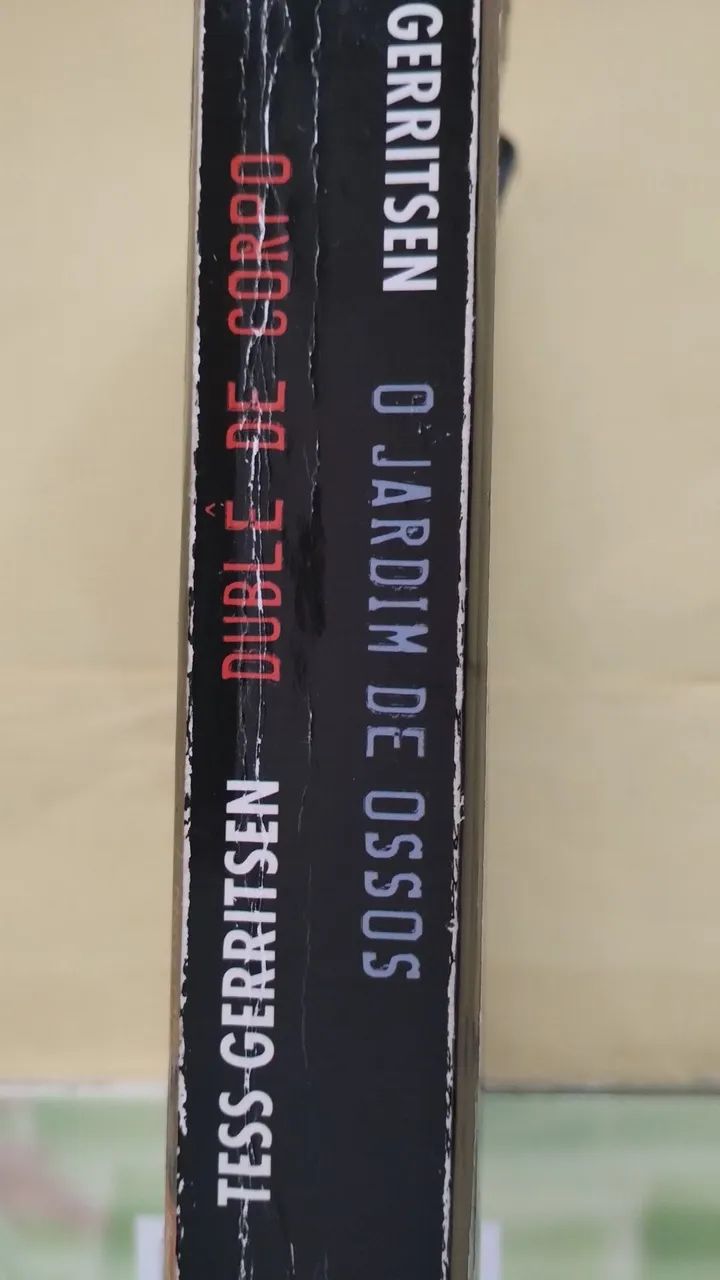 TESS GERRITSEN DUBLÊ DE CORPO
GERRITSEN O JARDIM DE OSSOS